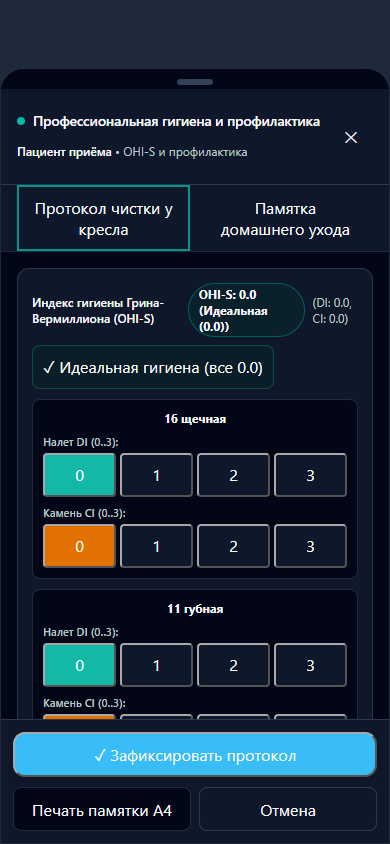 Профессиональная гигиена и профилактика
Пациент приёма • OHI-S и профилактика
Протокол чистки у
кресла
Памятка
домашнего ухода
Индекс гигиены Грина-
Вермиллиона (OHI-S)
OHI-S: 0.0
(Идеальная
(0.0))
(DI: 0.0,
CI: 0.0)
✓ Идеальная гигиена (все 0.0)
16 щечная
Налет DI (0..3):
0 1 2 3
Камень CI (0..3):
0 1 2 3
11 губная
Налет DI (0..3):
0 1 2 3
Камень CI (0..3):
✓ Зафиксировать протокол
Печать памятки А4
Отмена